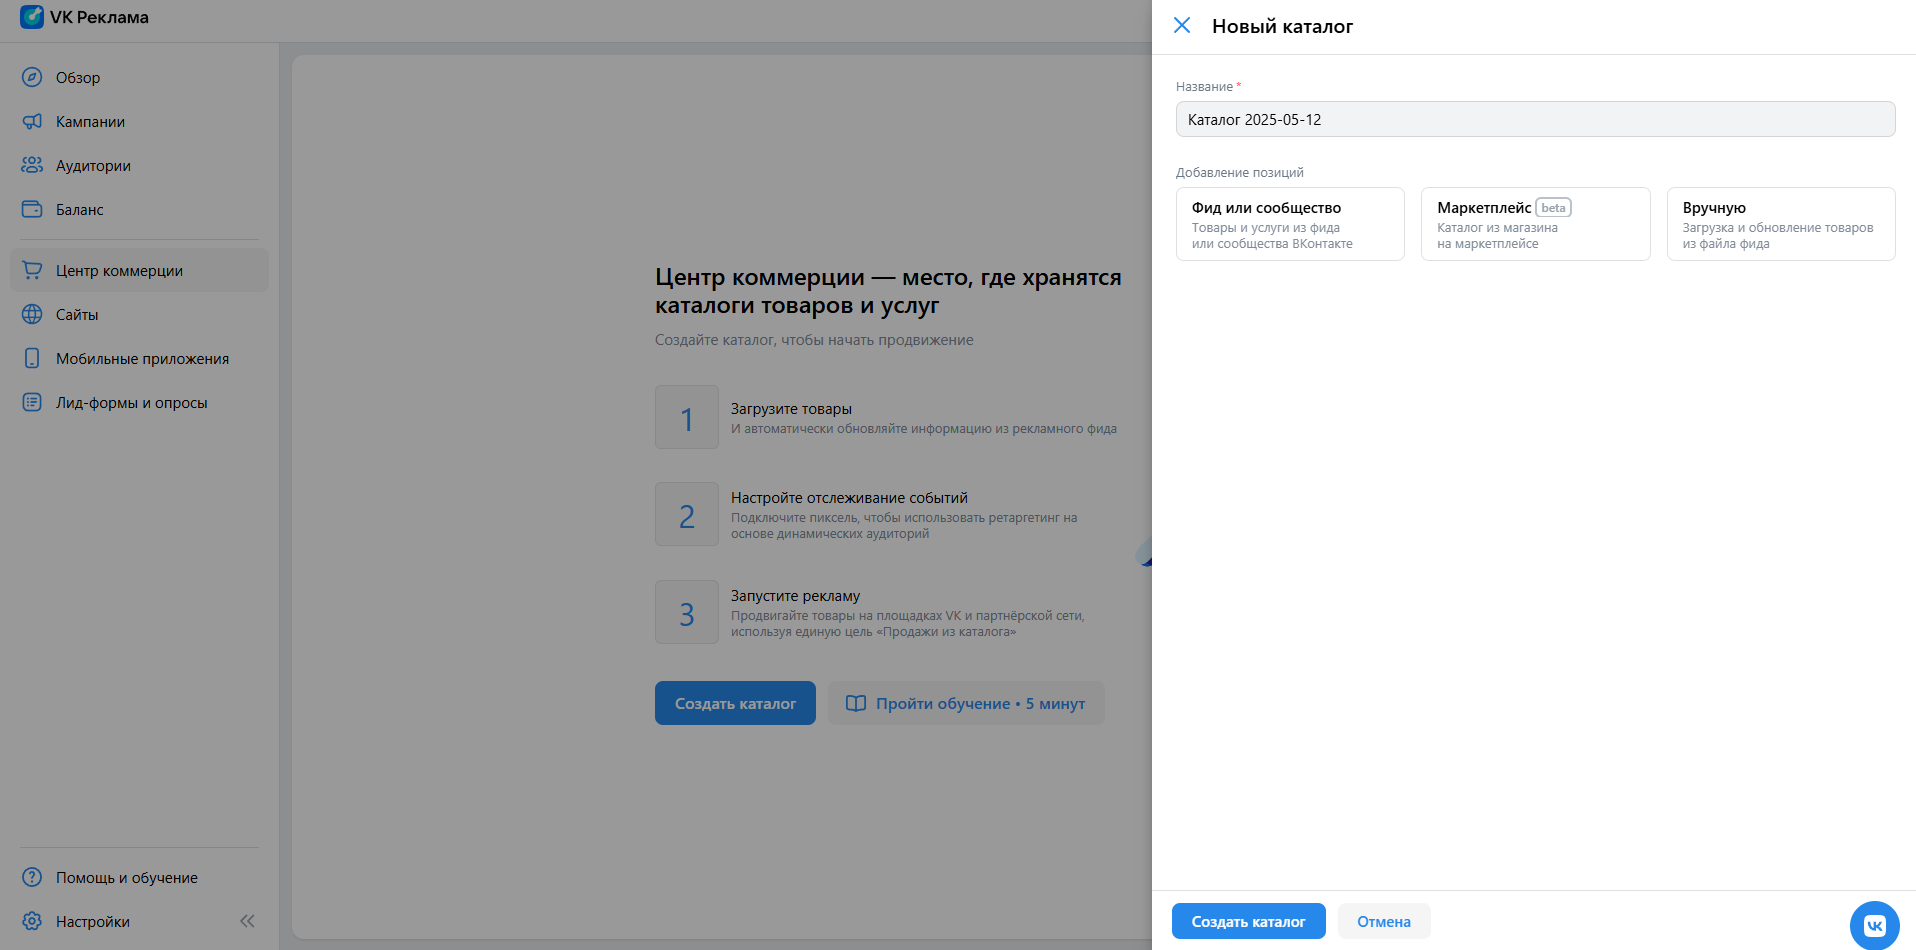 VK Реклама
Обзор
Кампании
Аудитории
Баланс
Центр коммерции
Сайты
Мобильные приложения
Лид-формы и опросы
Помощь и обучение
Настройки
Центр коммерции — место, где хранятся
каталоги товаров и услуг
Создайте каталог, чтобы начать продвижение
1
Загрузите товары
И автоматически обновляйте информацию из рекламного фида
2
Настройте отслеживание событий
Подключите пиксель, чтобы использовать ретаргетинг на
основе динамических аудиторий
3
Запустите рекламу
Продвигайте товары на площадках VK и партнёрской сети,
используя единую цель «Продажи из каталога»
Создать каталог
Пройти обучение • 5 минут
Новый каталог
Название *
Каталог 2025-05-12
Добавление позиций
Фид или сообщество
Товары и услуги из фида
или сообщества ВКонтакте
Маркетплейс beta
Каталог из магазина
на маркетплейсе
Вручную
Загрузка и обновление товаров
из файла фида
Создать каталог
Отмена